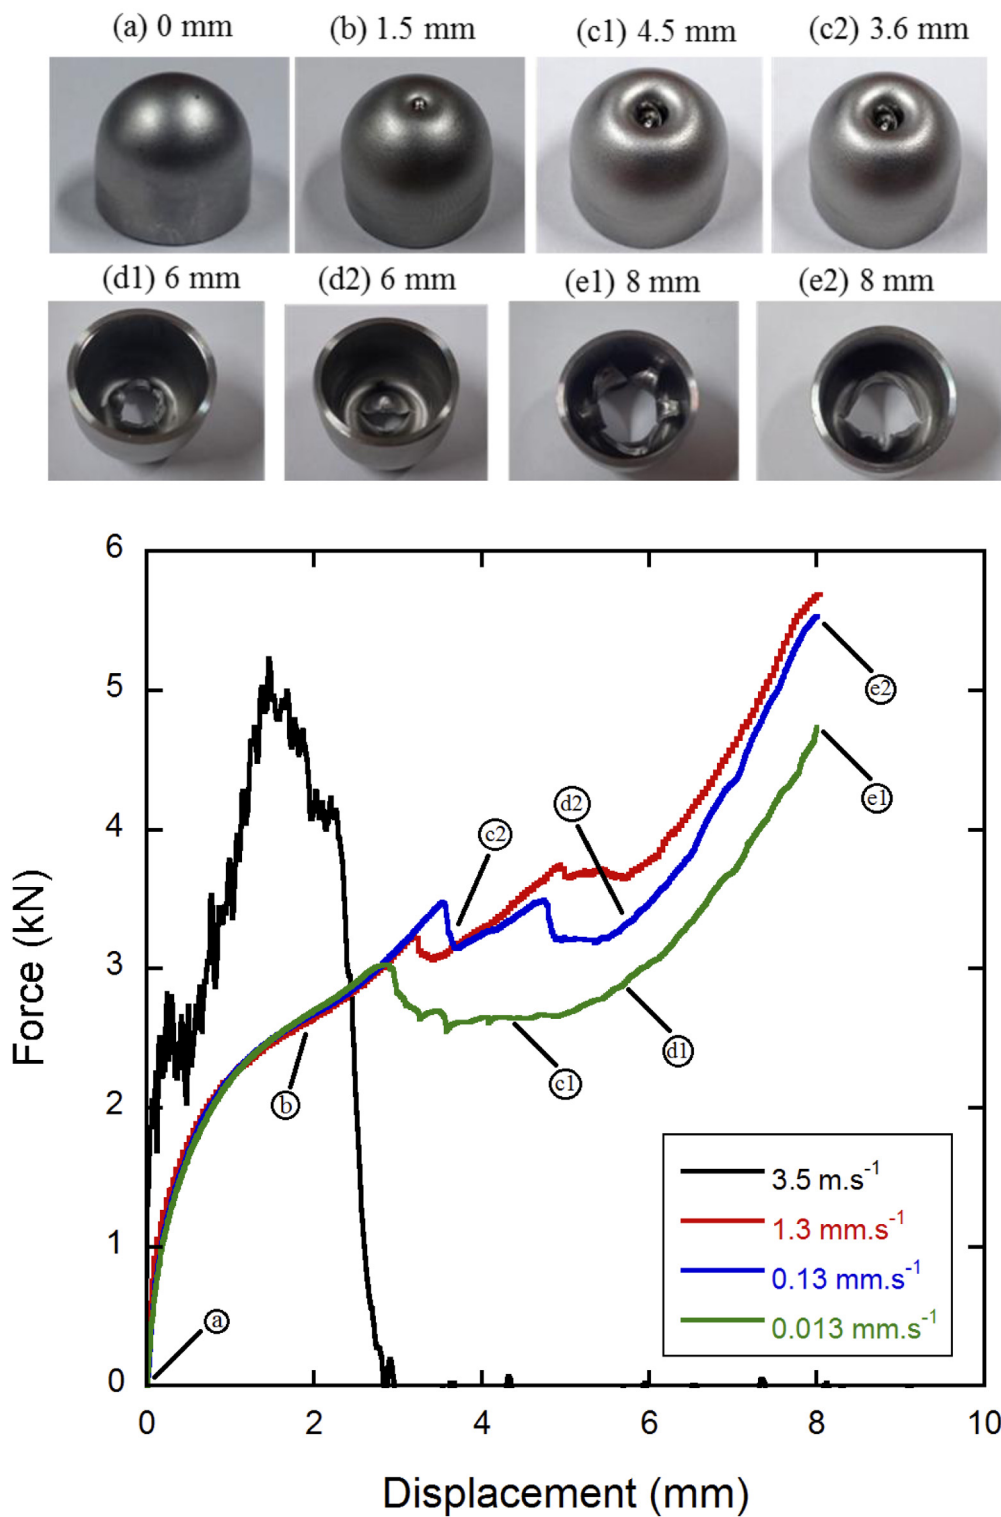 (a) 0 mm
(b) 1.5 mm
(c1) 4.5 mm
(c2) 3.6 mm
(d1) 6 mm
(d2) 6 mm
(e1) 8 mm
(e2) 8 mm
6
5
4
3
2
1
0
Force (kN)
e2
e1
d2
c2
d1
c1
b
a
3.5 m.s⁻¹
1.3 mm.s⁻¹
0.13 mm.s⁻¹
0.013 mm.s⁻¹
0 2 4 6 8 10
Displacement (mm)